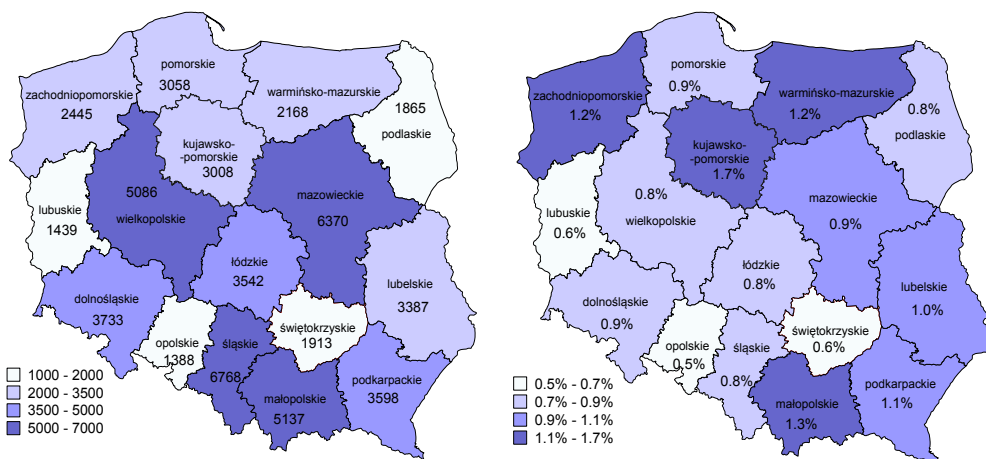 pomorskie
3058
zachodniopomorskie
2445
warmińsko-mazurskie
2168
1865
podlaskie
kujawsko-
-pomorskie
3008
5086
wielkopolskie
mazowieckie
6370
lubuskie
1439
łódzkie
3542
lubelskie
3387
dolnośląskie
3733
opolskie
1388
śląskie
6768
świętokrzyskie
1913
małopolskie
5137
podkarpackie
3598
1000 - 2000
2000 - 3500
3500 - 5000
5000 - 7000
pomorskie
0.9%
zachodniopomorskie
1.2%
warmińsko-mazurskie
1.2%
0.8%
podlaskie
kujawsko-
-pomorskie
1.7%
0.8%
wielkopolskie
mazowieckie
0.9%
lubuskie
0.6%
łódzkie
0.8%
lubelskie
1.0%
dolnośląskie
0.9%
opolskie
0.5%
śląskie
0.8%
świętokrzyskie
0.6%
małopolskie
1.3%
podkarpackie
1.1%
0.5% - 0.7%
0.7% - 0.9%
0.9% - 1.1%
1.1% - 1.7%